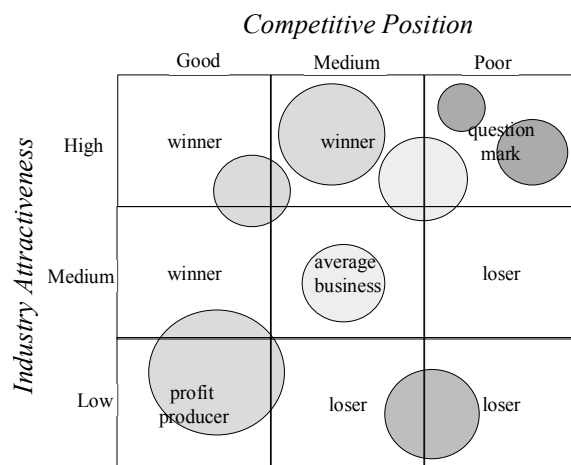 Competitive Position
Good Medium Poor
Industry Attractiveness
High
winner
winner
question
mark
Medium
winner
average
business
loser
Low
profit
producer
loser
loser